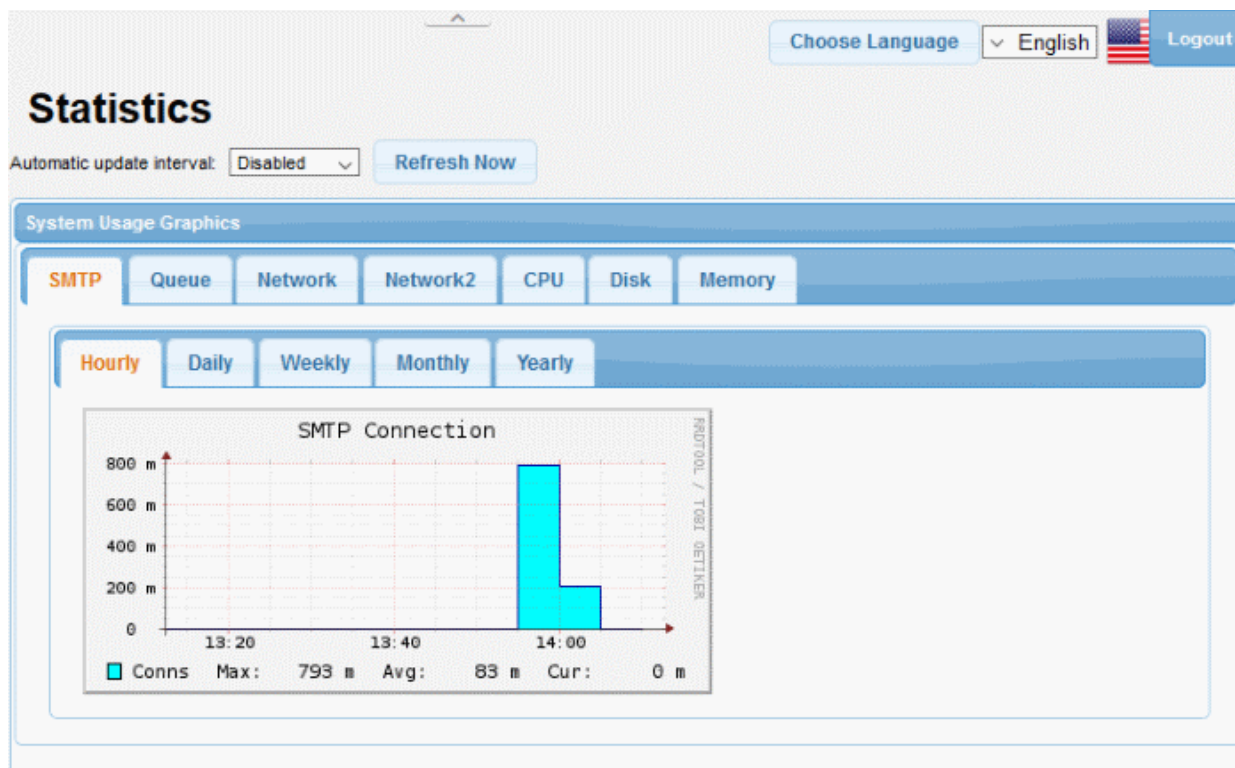 Choose Language English Logout
Statistics
Automatic update interval: Disabled Refresh Now
System Usage Graphics
SMTP Queue Network Network2 CPU Disk Memory
Hourly Daily Weekly Monthly Yearly
SMTP Connection
800 m
600 m
400 m
200 m
0
13:20 13:40 14:00
Conns Max: 793 m Avg: 83 m Cur: 0 m
RRDTOOL / TOBI OETIKER